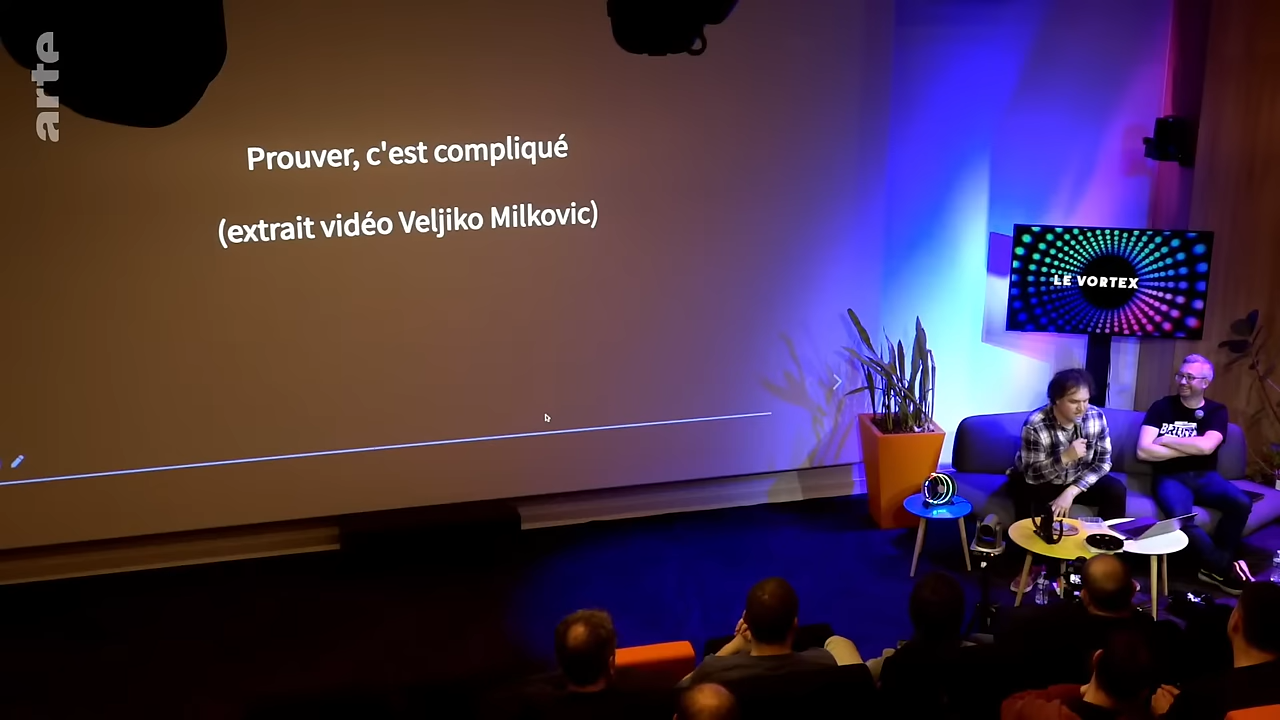 arte
Prouver, c'est compliqué
(extrait vidéo Veljiko Milkovic)
LE VORTEX